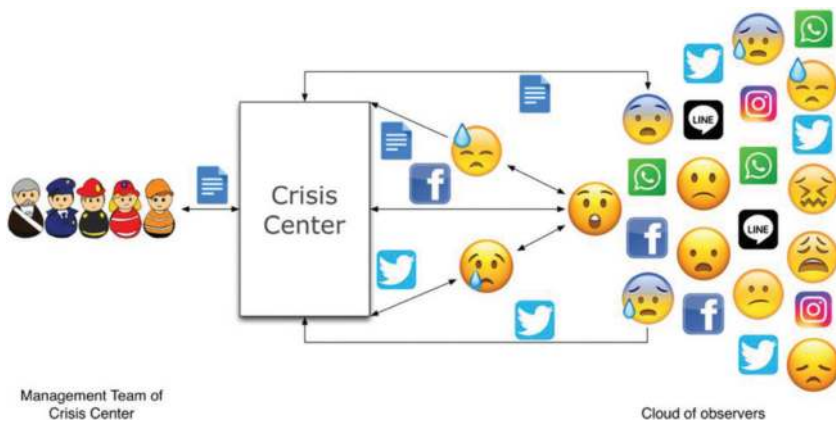 LINE
Crisis
Center
LINE
Management Team of
Crisis Center
Cloud of observers